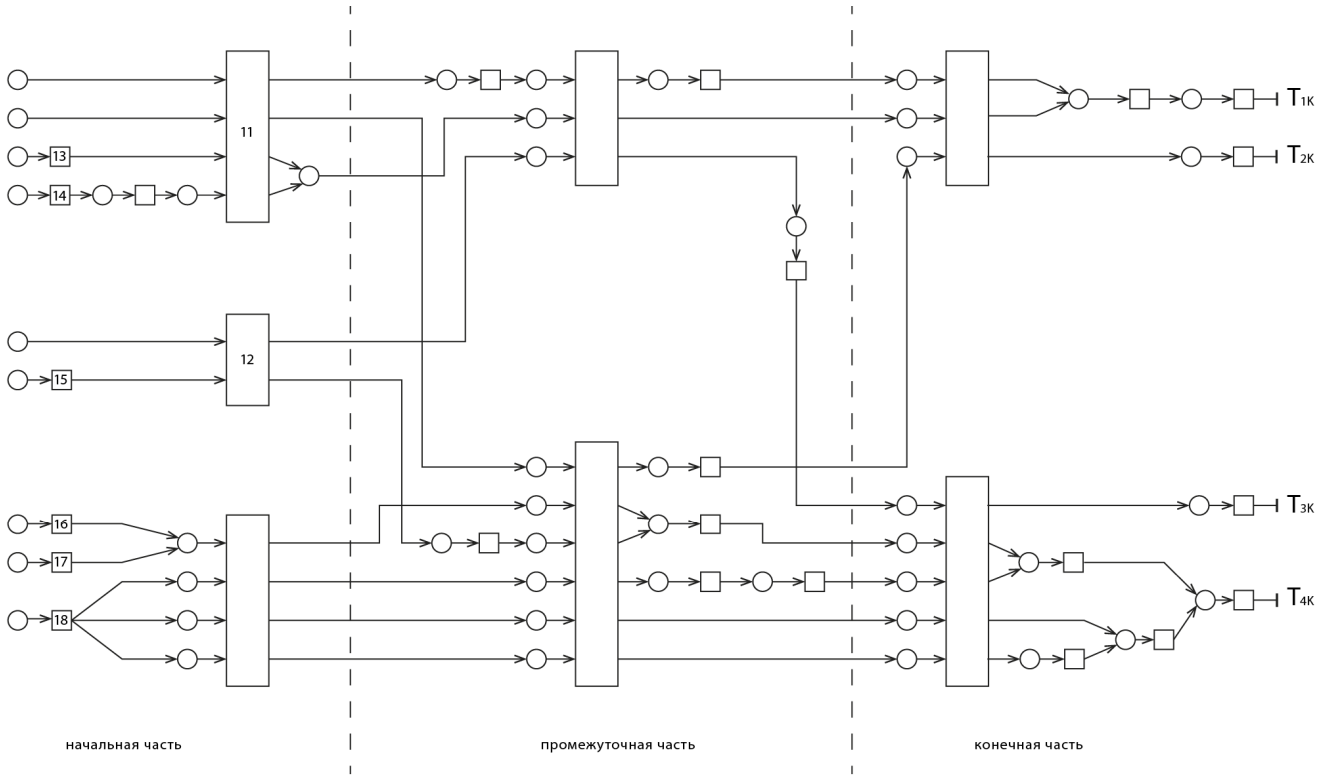 11
13
14
T1K
T2K
12
15
16
17
18
T3K
T4K
начальная часть
промежуточная часть
конечная часть